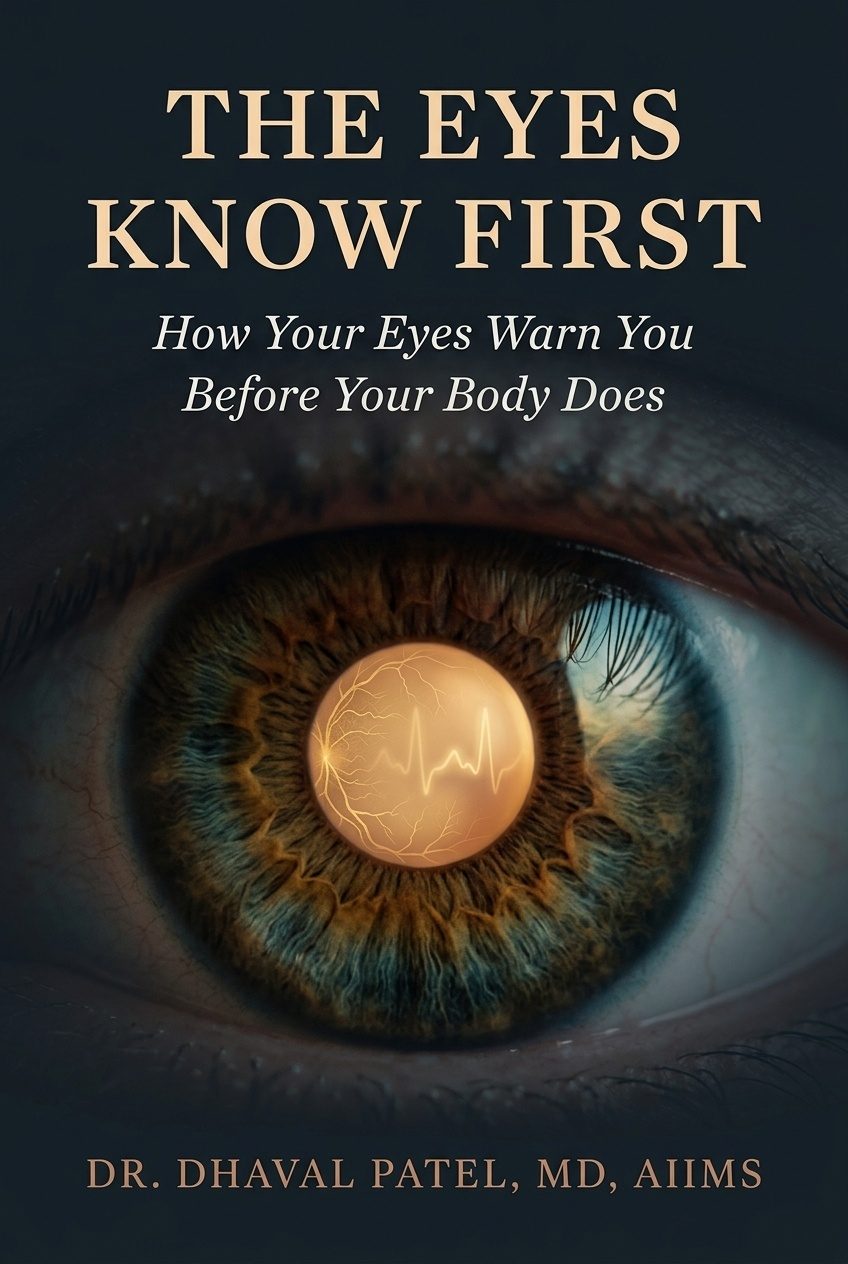 THE EYES
KNOW FIRST
How Your Eyes Warn You
Before Your Body Does
DR. DHAVAL PATEL, MD, AIIMS